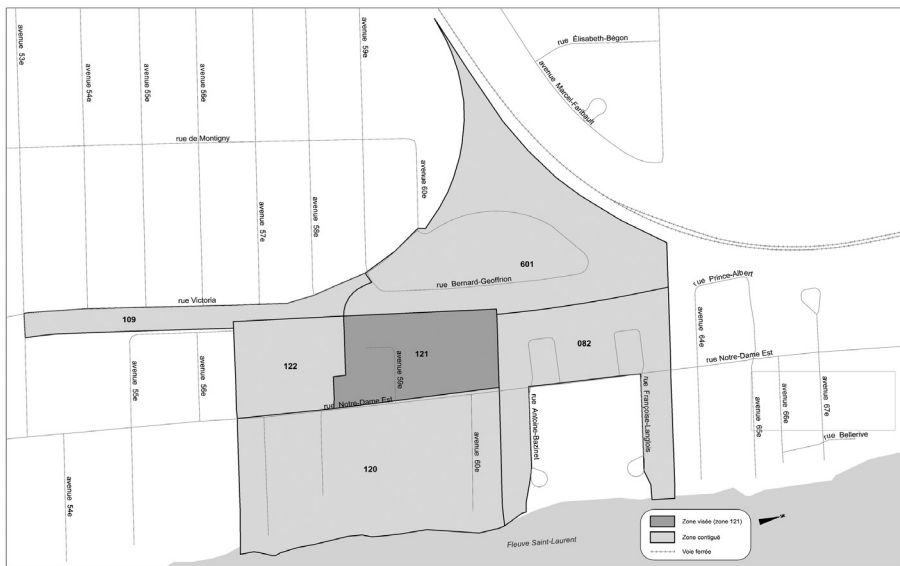 avenue 53e
avenue 54e
avenue 55e
avenue 56e
avenue 59e
rue Élisabeth-Bégon
avenue Marcel-Faribault
rue de Montigny
avenue 60e
avenue 57e
avenue 58e
601
rue Bernard-Geoffrion
rue Prince-Albert
rue Victoria
109
082
avenue 64e
121
122
avenue 59e
rue Notre-Dame Est
avenue 55e
avenue 56e
rue Notre-Dame Est
rue Antoine-Bazinet
rue Françoise-Langlois
avenue 65e
avenue 66e
avenue 67e
rue Bellerive
avenue 54e
120
avenue 60e
Fleuve Saint-Laurent
Zone visée (zone 121)
Zone contiguë
Voie ferrée